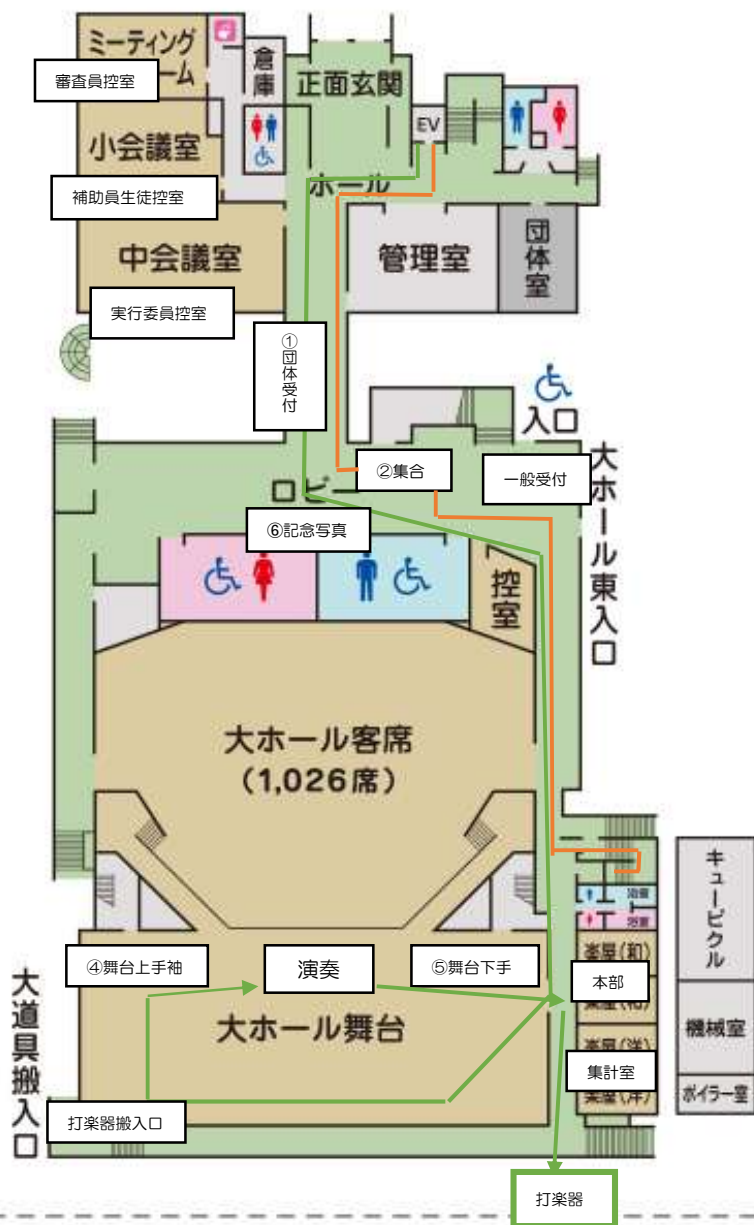 ミーティング
ーム
審査員控室
倉庫
正面玄関
EV
小会議室
ホール
補助員生徒控室
中会議室
管理室
団体室
実行委員控室
①団体受付
入口
②集合
一般受付
ロビー
大ホール東入口
⑥記念写真
控室
大ホール客席
(1,026席)
キュービクル
浴室
楽屋(和)
④舞台上手袖
演奏
⑤舞台下手
本部
大道具搬入口
大ホール舞台
機械室
楽屋(洋)
集計室
楽屋(洋)
ボイラー室
打楽器搬入口
打楽器